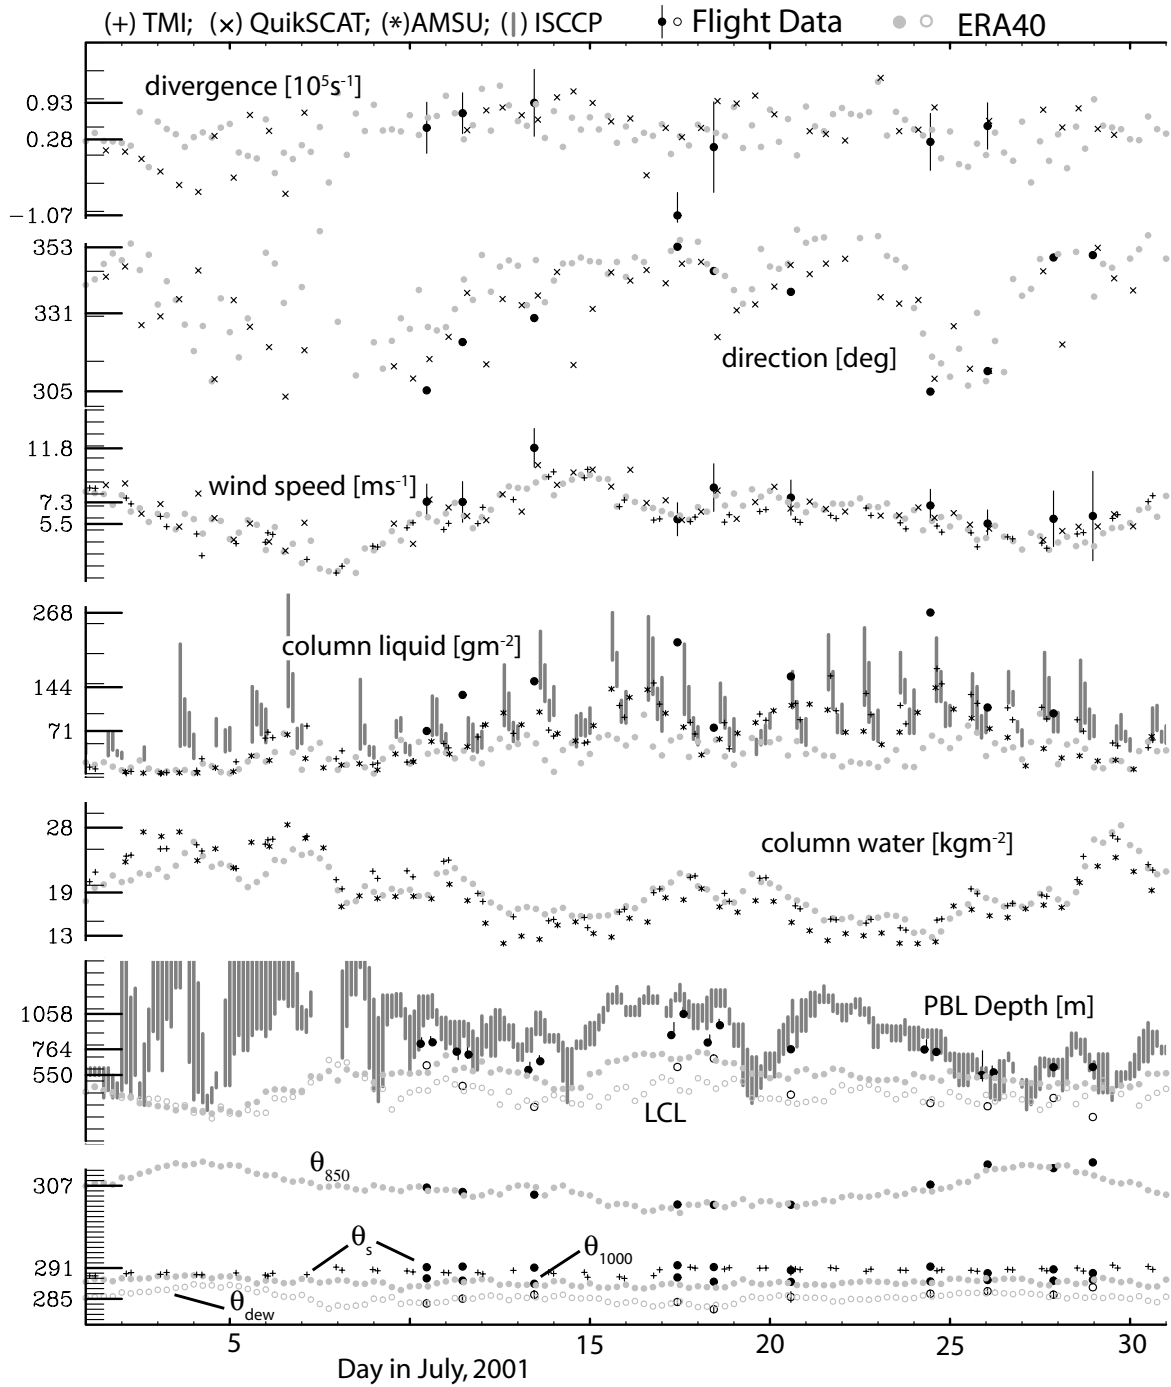 (+) TMI; (×) QuikSCAT; (*)AMSU; (|) ISCCP Flight Data ERA40
divergence [10⁵s⁻¹]
0.93
0.28
−1.07
353
331
305
direction [deg]
11.8
7.3
5.5
wind speed [ms⁻¹]
268
144
71
column liquid [gm⁻²]
28
19
13
column water [kgm⁻²]
1058
764
550
PBL Depth [m]
LCL
307
291
285
θ850
θs
θ1000
θdew
5 10 15 20 25 30
Day in July, 2001